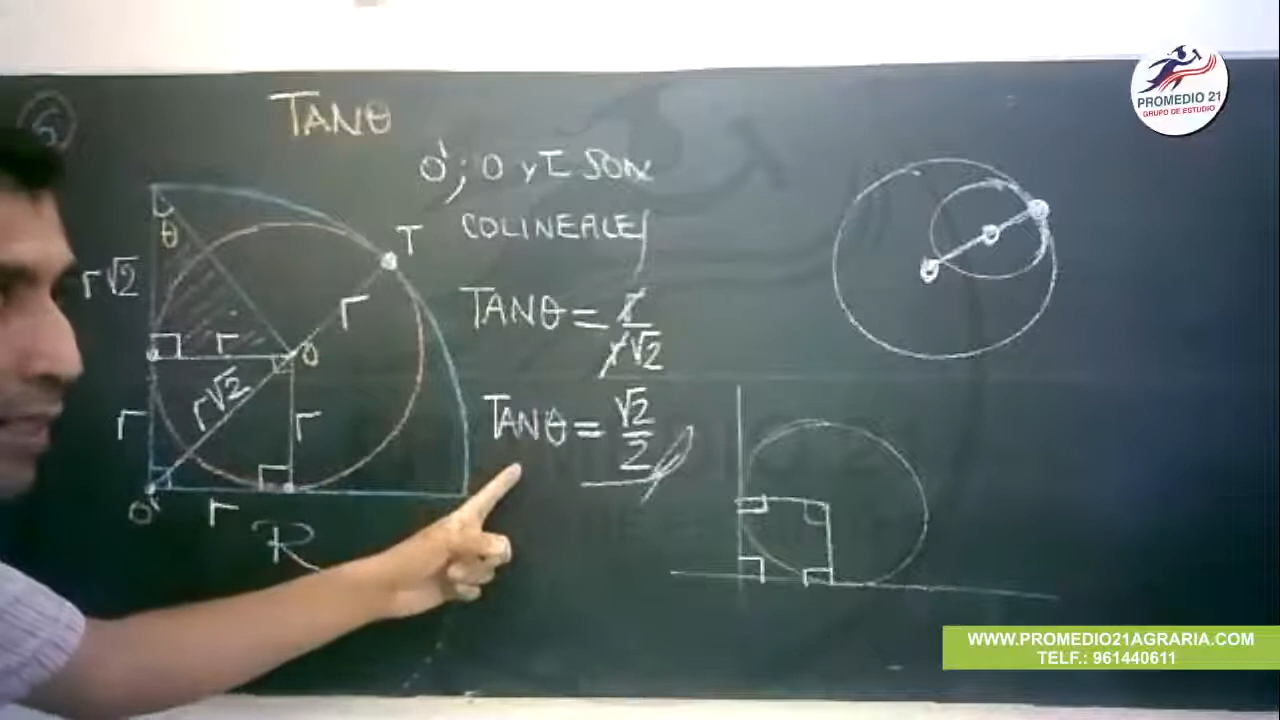 5
TANθ
O'; O y T SON
COLINEALES
T
θ
r√2
r
r
O
TANθ = r/r√2
r√2
r
r
TANθ = √2/2
O'
r
R
PROMEDIO 21
GRUPO DE ESTUDIO
WWW.PROMEDIO21AGRARIA.COM
TELF.: 961440611